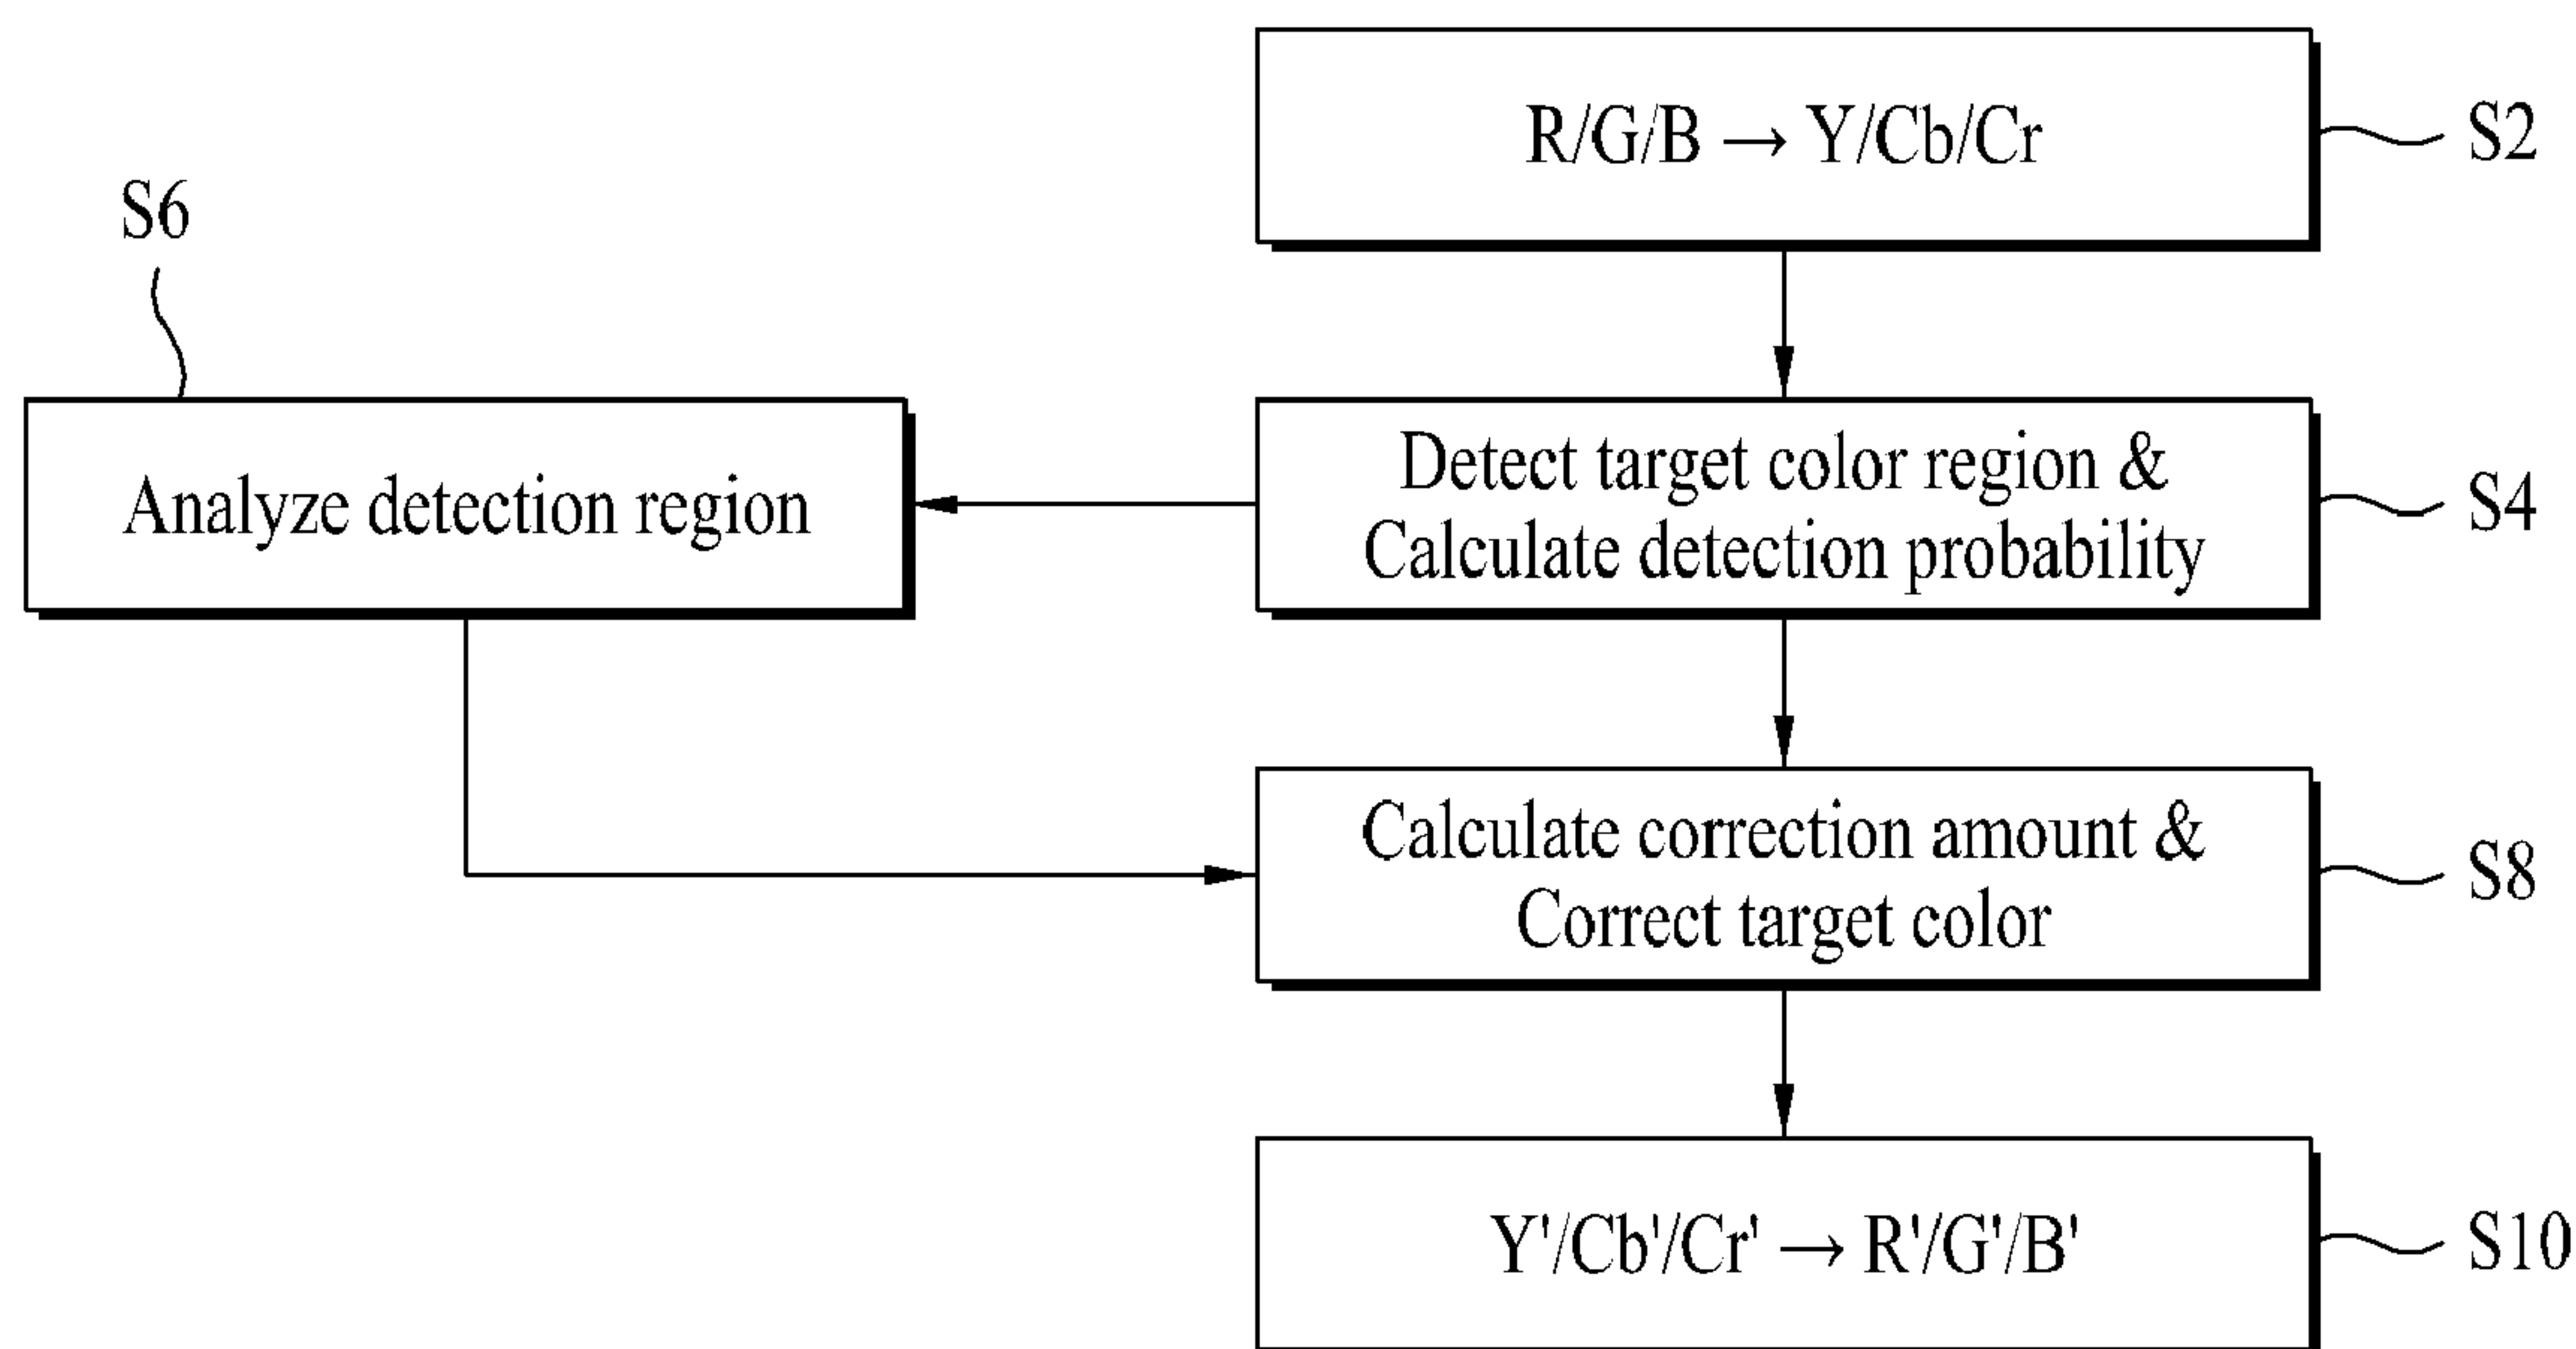 R/G/B → Y/Cb/Cr
S2
S6
Analyze detection region
Detect target color region &
Calculate detection probability
S4
Calculate correction amount &
Correct target color
S8
Y'/Cb'/Cr' → R'/G'/B'
S10